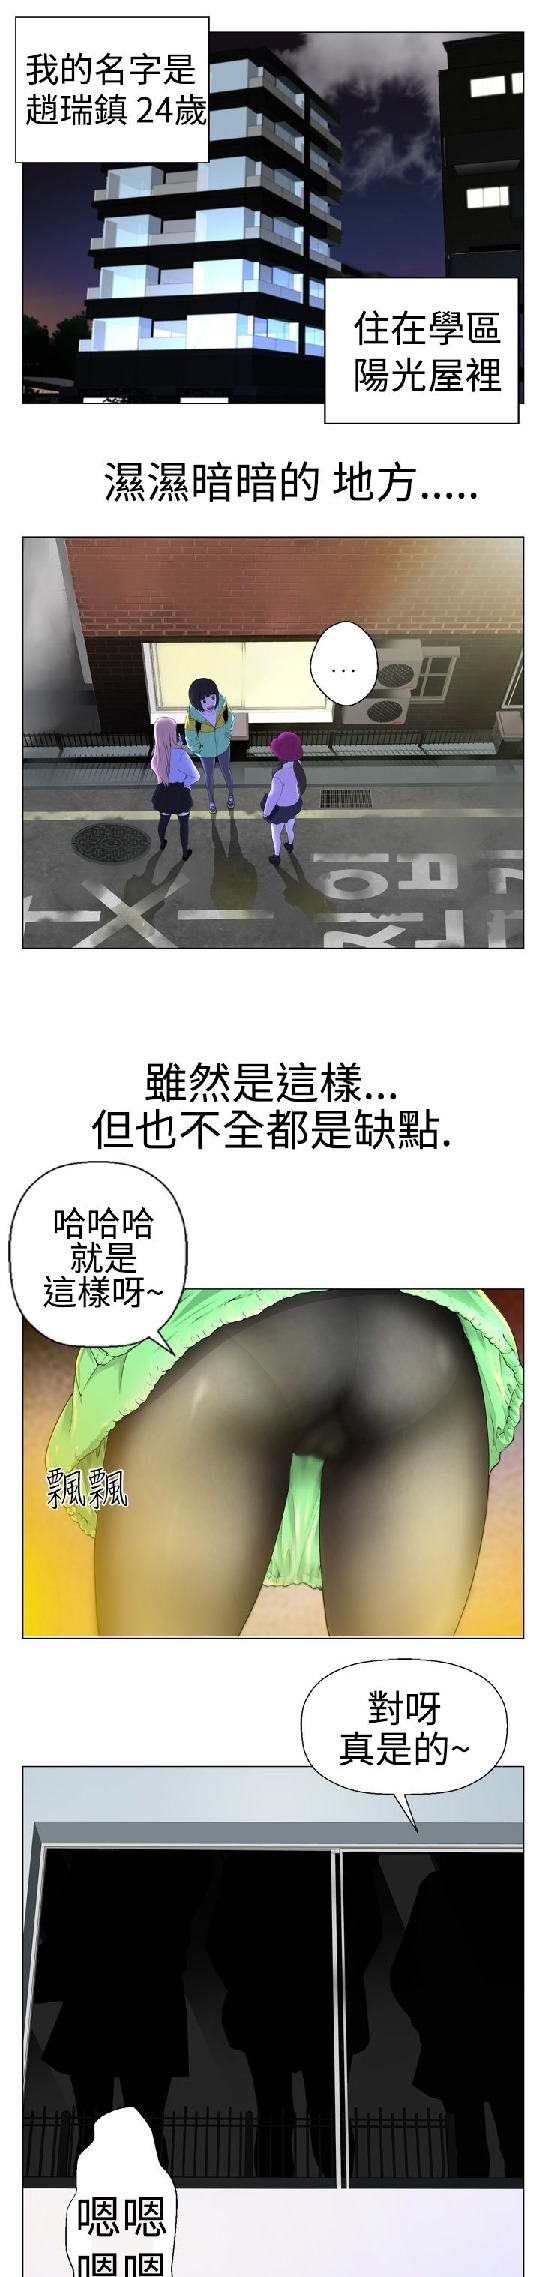 我的名字是
趙瑞鎮 24歲
住在學區
陽光屋裡
濕濕暗暗的 地方.....
...
雖然是這樣...
但也不全都是缺點.
哈哈哈
就是
這樣呀~
飄飄
對呀
真是的~
嗯嗯
嗯嗯